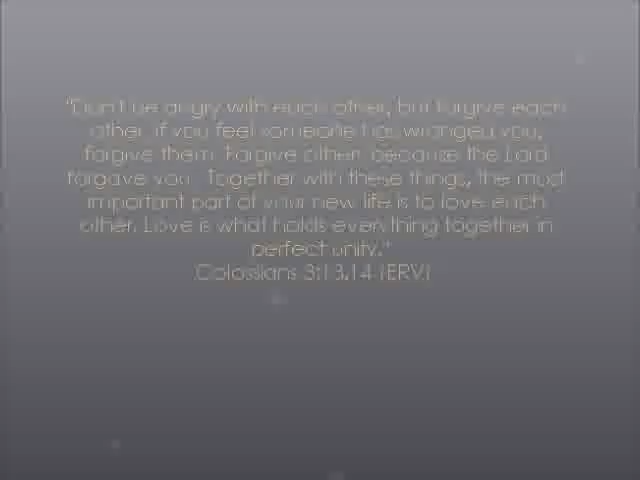 "Don't be angry with each other, but forgive each
other. If you feel someone has wronged you,
forgive them. Forgive others because the Lord
forgave you. Together with these things, the most
important part of your new life is to love each
other. Love is what holds everything together in
perfect unity."
Colossians 3:13,14 (ERV)